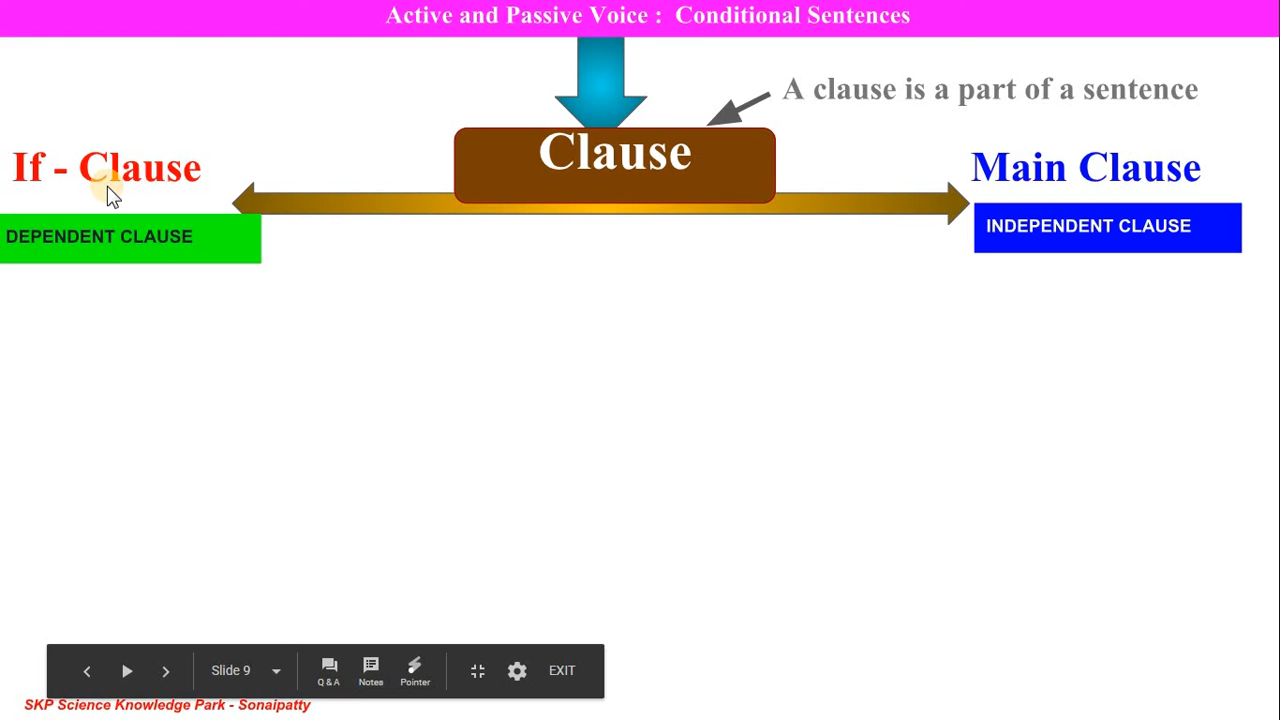 Active and Passive Voice : Conditional Sentences
A clause is a part of a sentence
Clause
If - Clause
Main Clause
DEPENDENT CLAUSE
INDEPENDENT CLAUSE
Slide 9
Q & A
Notes
Pointer
EXIT
SKP Science Knowledge Park - Sonaipatty